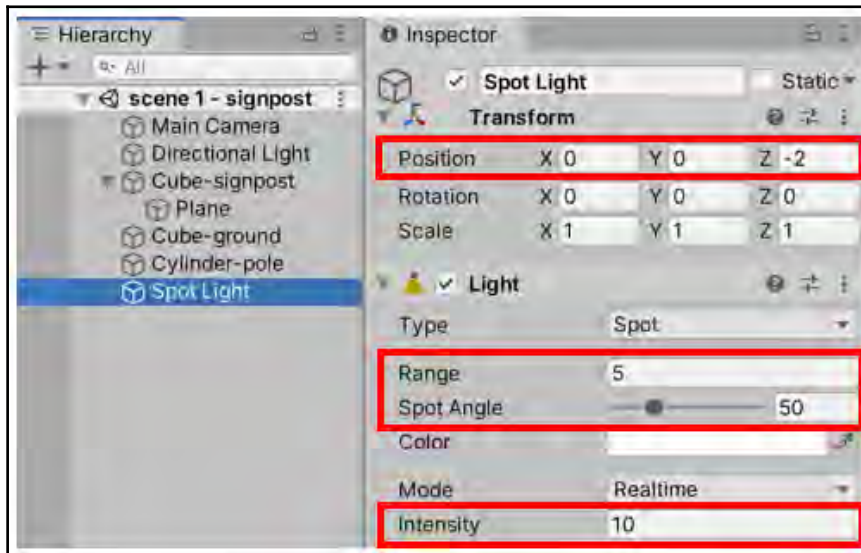 Hierarchy
All
scene 1 - signpost
Main Camera
Directional Light
Cube-signpost
Plane
Cube-ground
Cylinder-pole
Spot Light
Inspector
Spot Light Static
Transform
Position X 0 Y 0 Z -2
Rotation X 0 Y 0 Z 0
Scale X 1 Y 1 Z 1
Light
Type Spot
Range 5
Spot Angle 50
Color
Mode Realtime
Intensity 10